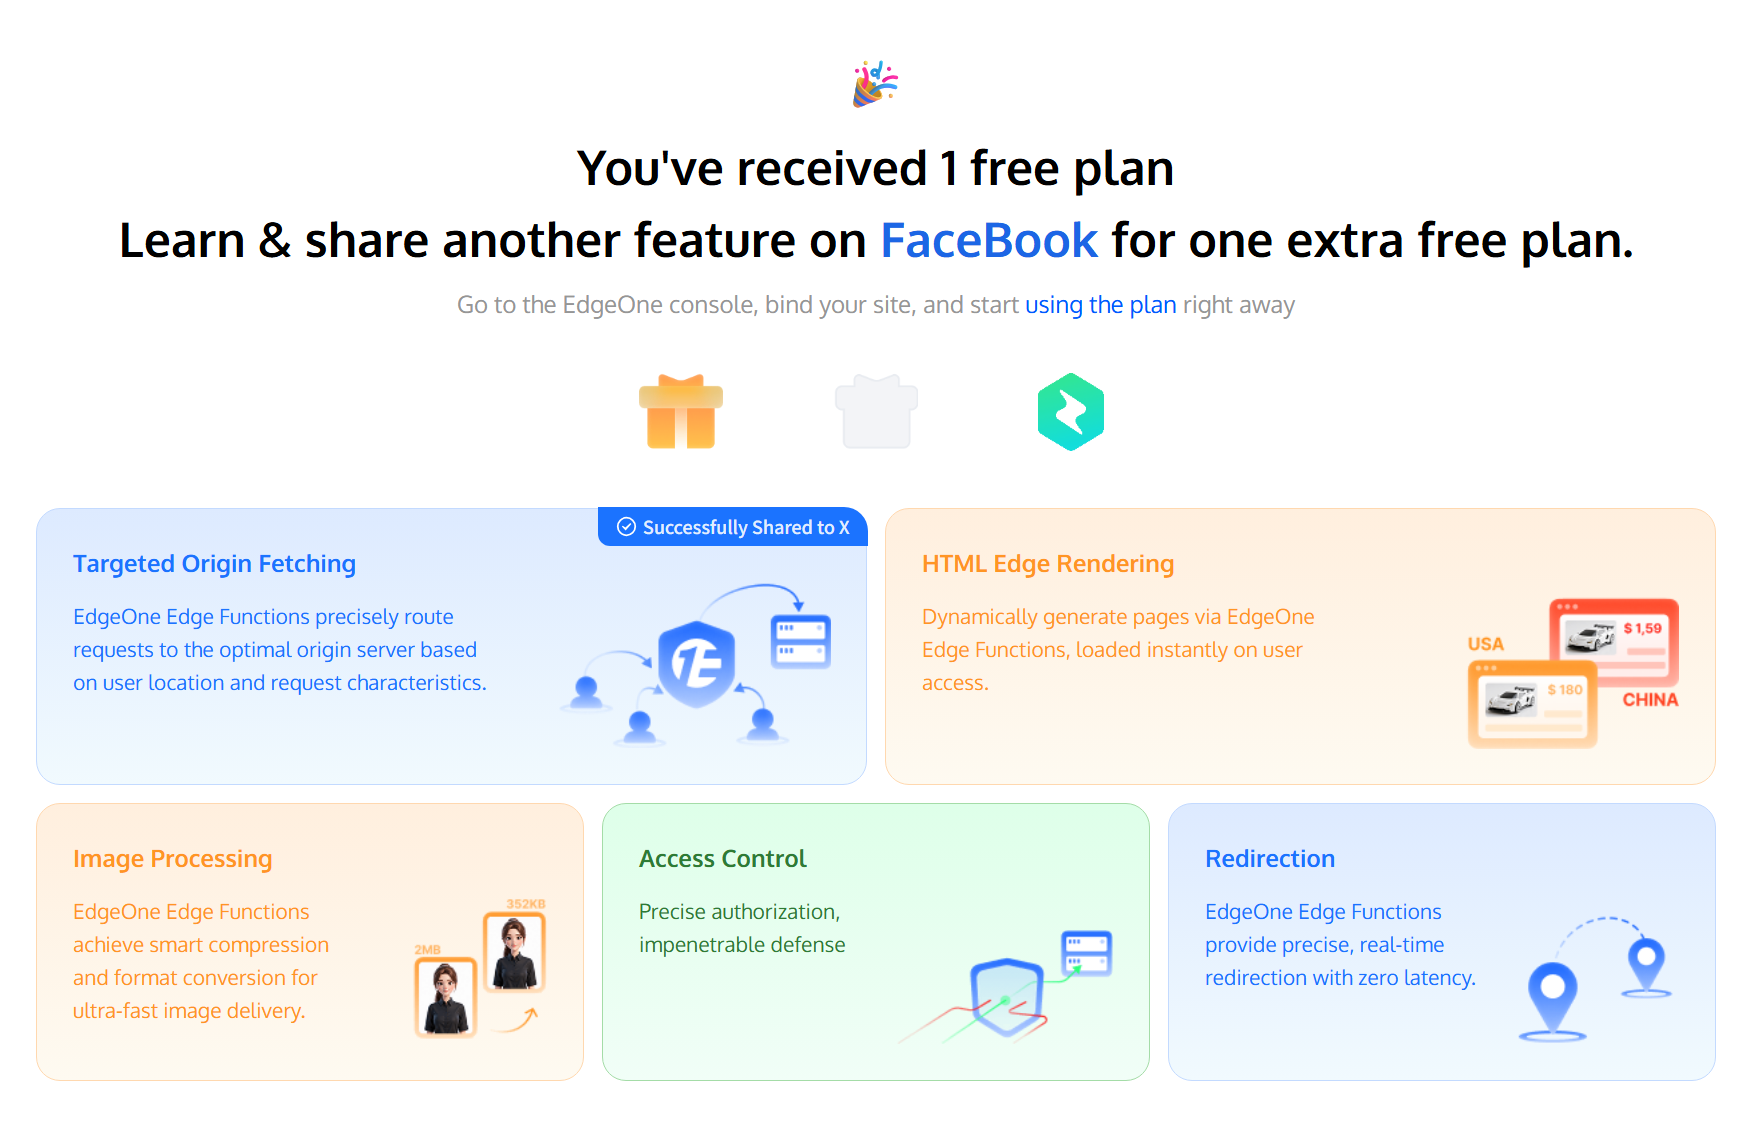 You've received 1 free plan
Learn & share another feature on FaceBook for one extra free plan.
Go to the EdgeOne console, bind your site, and start using the plan right away
Successfully Shared to X
Targeted Origin Fetching
EdgeOne Edge Functions precisely route
requests to the optimal origin server based
on user location and request characteristics.
HTML Edge Rendering
Dynamically generate pages via EdgeOne
Edge Functions, loaded instantly on user
access.
$ 1,59
USA
$ 180
CHINA
Image Processing
EdgeOne Edge Functions
achieve smart compression
and format conversion for
ultra-fast image delivery.
352KB
2MB
Access Control
Precise authorization,
impenetrable defense
Redirection
EdgeOne Edge Functions
provide precise, real-time
redirection with zero latency.